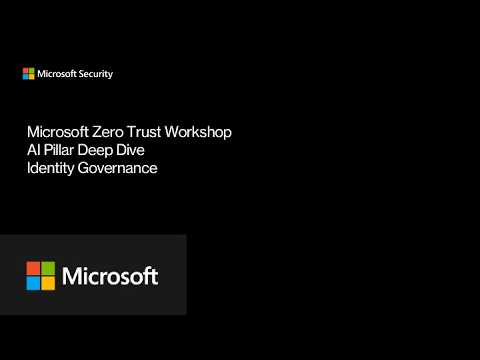 Microsoft Security
Microsoft Zero Trust Workshop
AI Pillar Deep Dive
Identity Governance
Microsoft